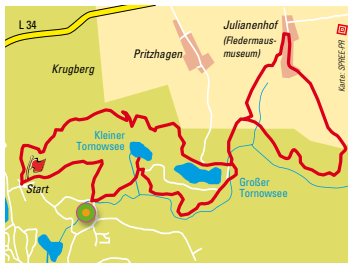 L 34
Julianenhof
(Fledermaus-
museum)
Pritzhagen
Krugberg
Karte: SPREE-PR
Kleiner
Tornowsee
Start
Großer
Tornowsee